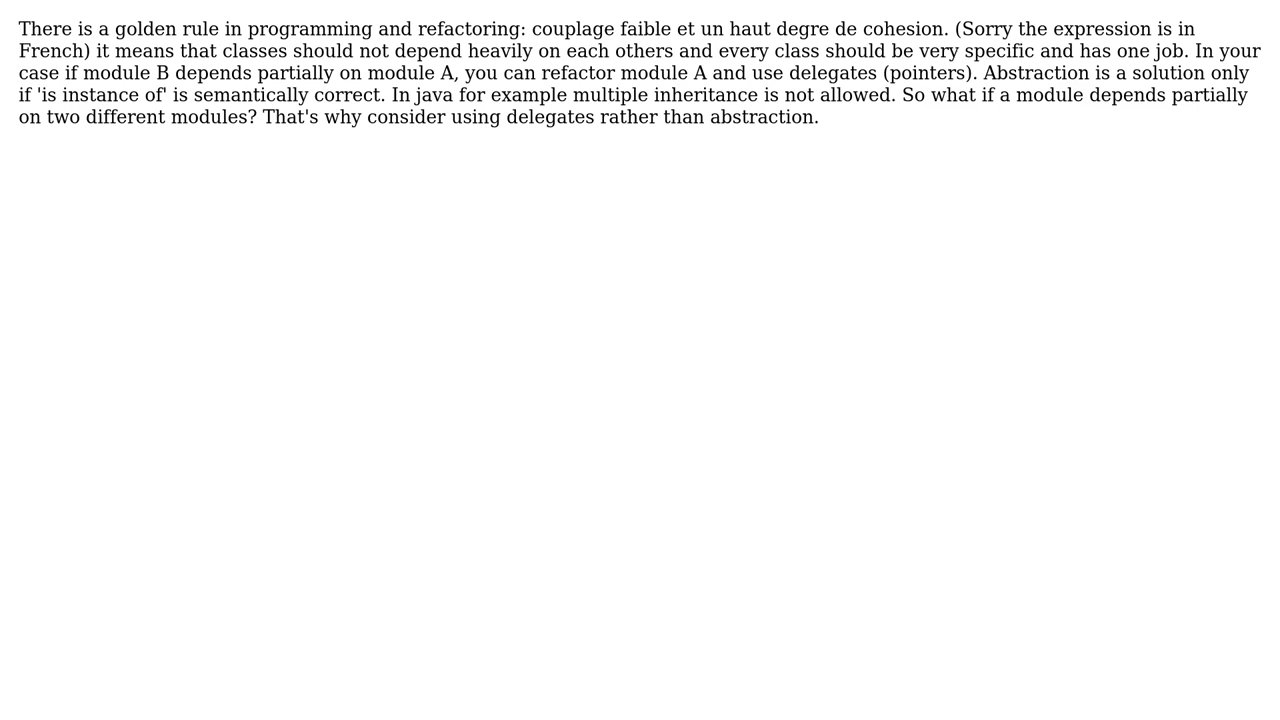 There is a golden rule in programming and refactoring: couplage faible et un haut degre de cohesion. (Sorry the expression is in
French) it means that classes should not depend heavily on each others and every class should be very specific and has one job. In your
case if module B depends partially on module A, you can refactor module A and use delegates (pointers). Abstraction is a solution only
if 'is instance of' is semantically correct. In java for example multiple inheritance is not allowed. So what if a module depends partially
on two different modules? That's why consider using delegates rather than abstraction.